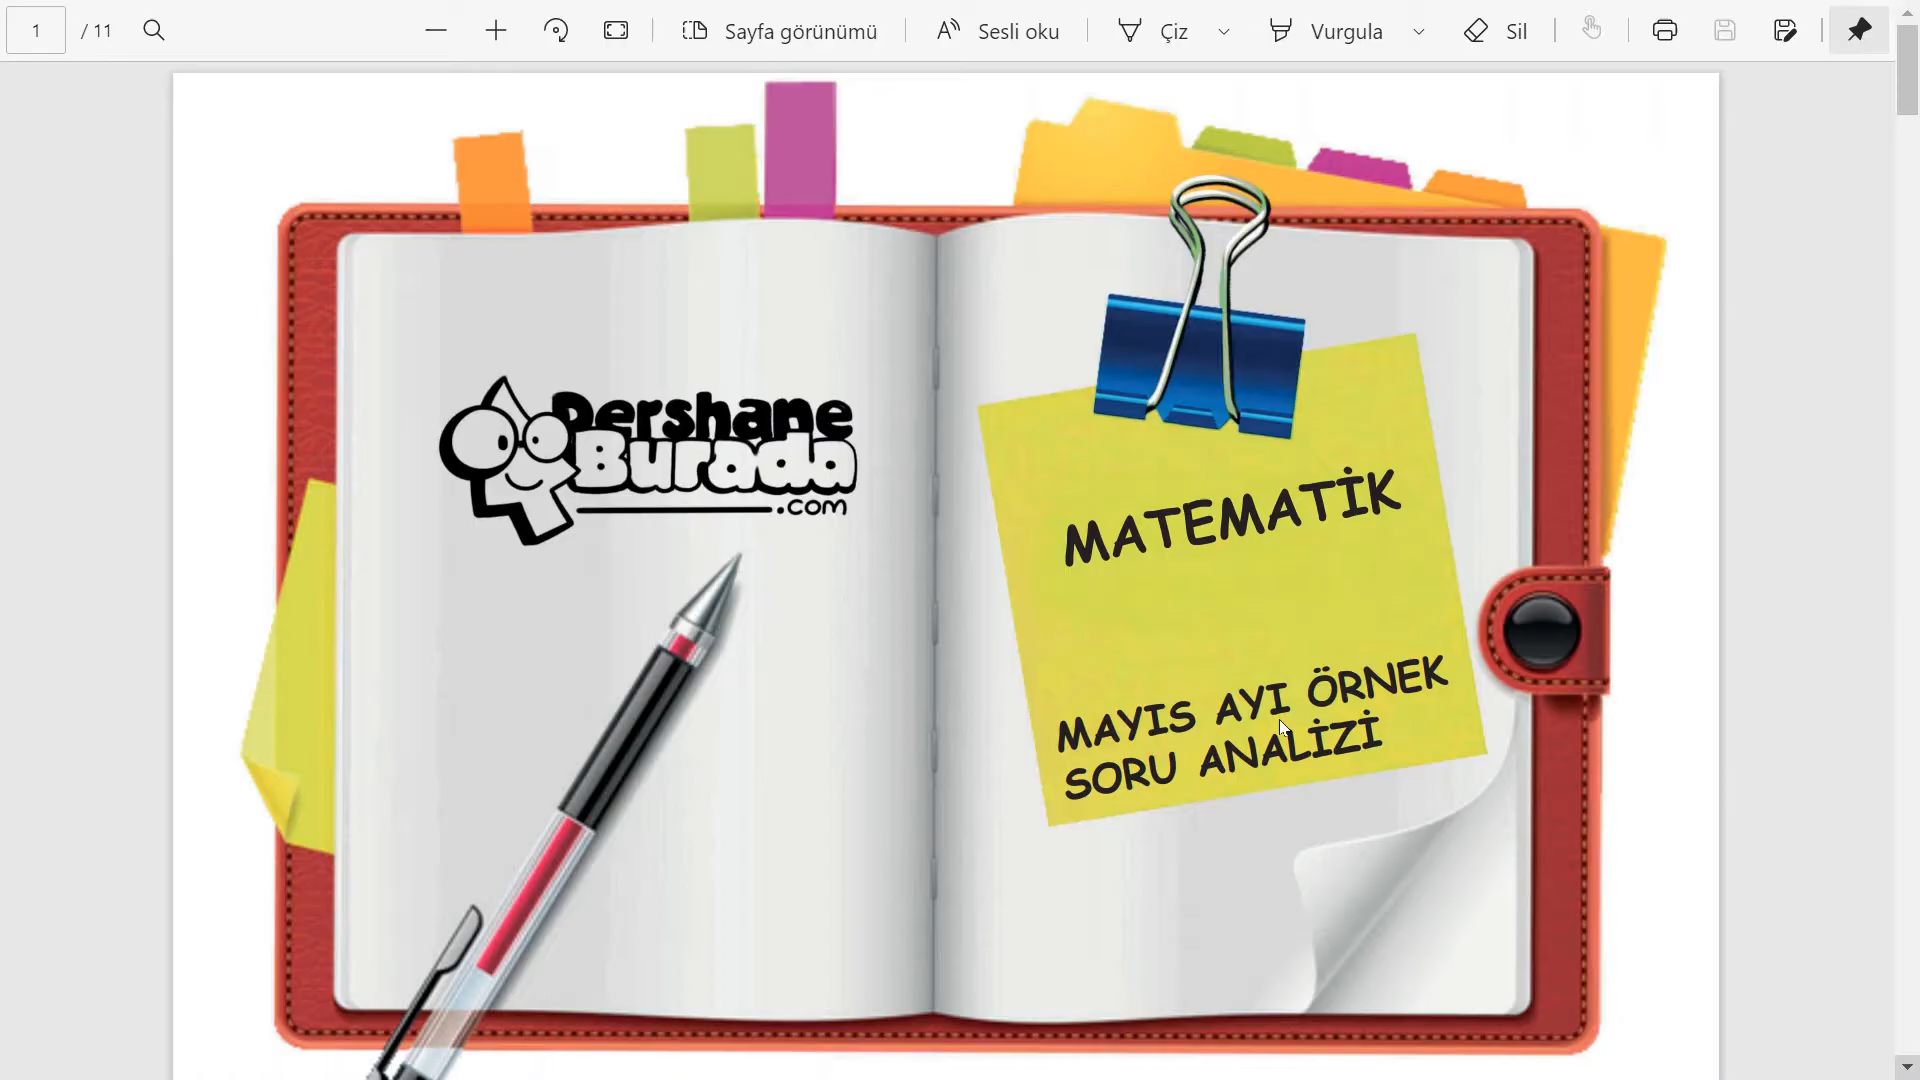 1 / 11 Sayfa görünümü Sesli oku Çiz Vurgula Sil
Dershane
Burada
.com
MATEMATİK
MAYIS AYI ÖRNEK
SORU ANALİZİ